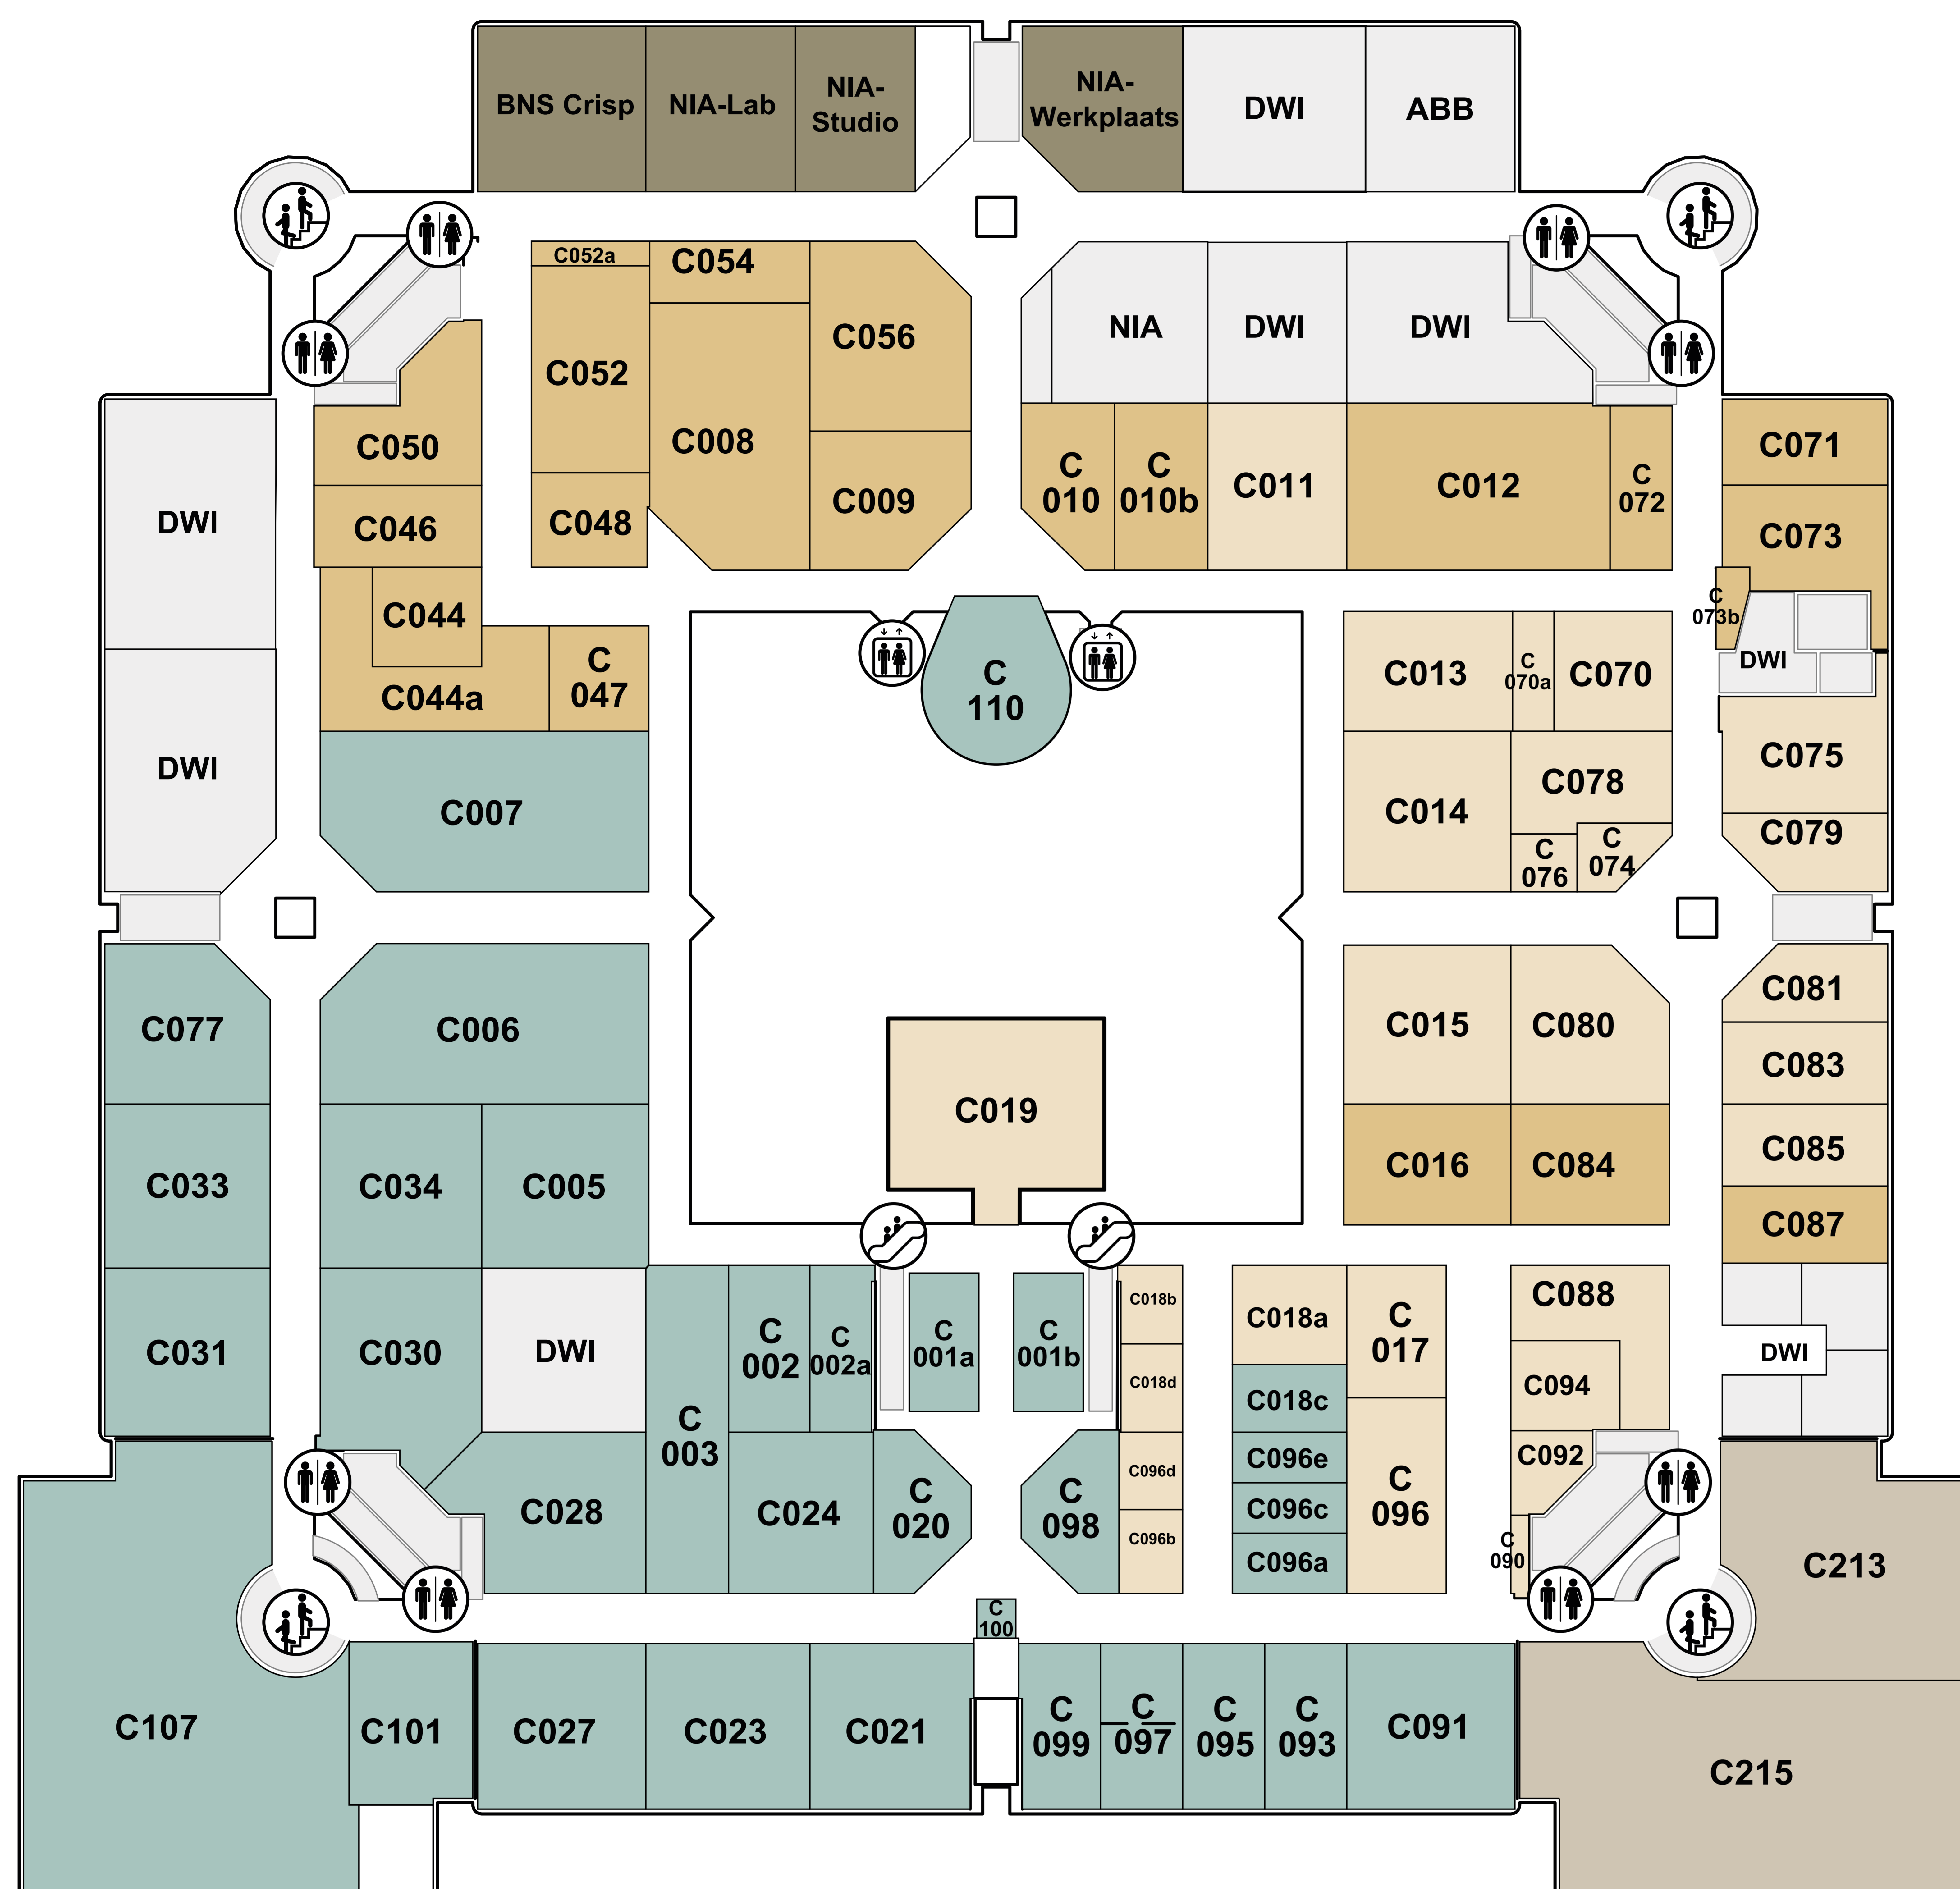 BNS Crisp
NIA-Lab
NIA-
Studio
NIA-
Werkplaats
DWI
ABB
C052a
C054
C056
C052
C008
C009
C048
NIA
DWI
DWI
C
010
C
010b
C011
C012
C
072
C071
C073
C
073b
DWI
C050
C046
C044
C044a
C
047
DWI
DWI
C007
C
110
C013
C
070a
C070
C014
C078
C
076
C
074
C075
C079
C077
C006
C033
C034
C005
C031
C030
DWI
C019
C015
C080
C016
C084
C081
C083
C085
C087
DWI
C
003
C
002
C
002a
C
001a
C
001b
C018b
C018d
C018a
C
017
C018c
C096e
C096c
C096a
C
096
C096d
C096b
C088
C094
C092
C
090
C028
C024
C
020
C
098
C
100
C107
C101
C027
C023
C021
C
099
C
097
C
095
C
093
C091
C213
C215